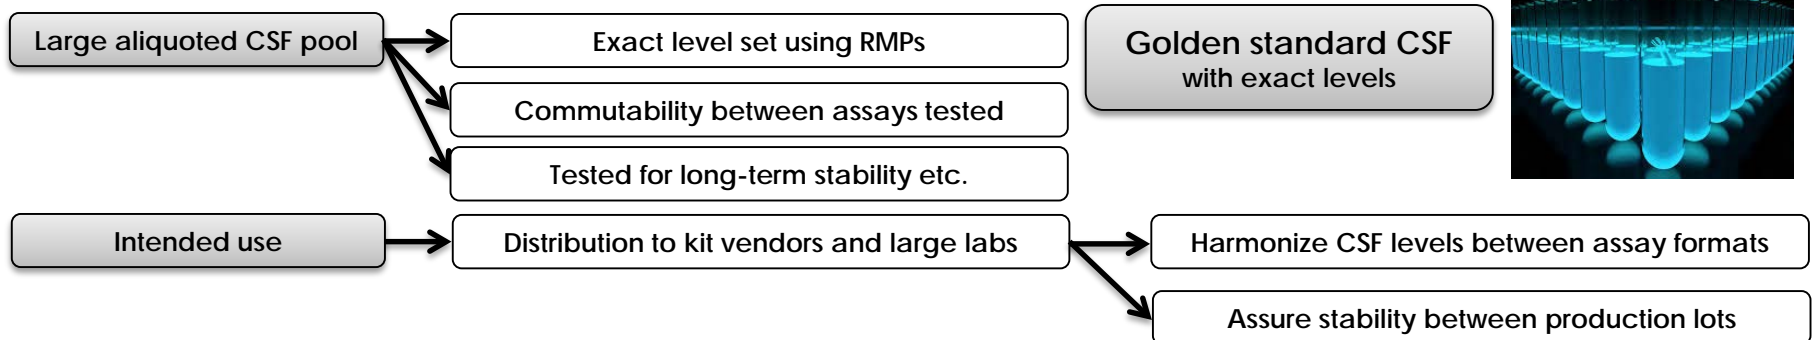 Large aliquoted CSF pool
Exact level set using RMPs
Golden standard CSF
with exact levels
Commutability between assays tested
Tested for long-term stability etc.
Intended use
Distribution to kit vendors and large labs
Harmonize CSF levels between assay formats
Assure stability between production lots